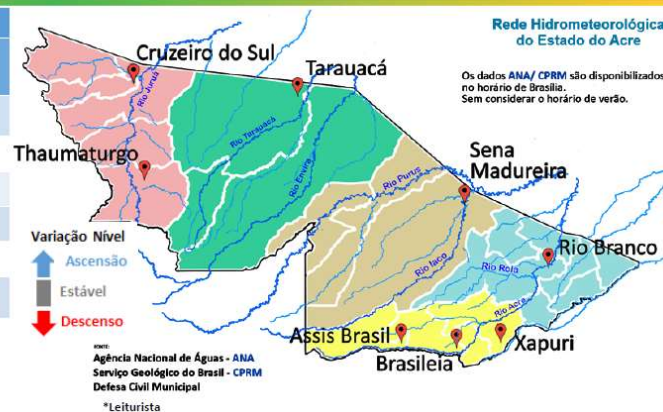 Rede Hidrometeorológica
do Estado do Acre
Os dados ANA/ CPRM são disponibilizados
no horário de Brasília.
Sem considerar o horário de verão.
Cruzeiro do Sul
Tarauacá
Rio Juruá
Thaumaturgo
Rio Tarauacá
Rio Envira
Sena
Madureira
Rio Purus
Rio Iaco
Rio Branco
Rio Rola
Rio Acre
Assis Brasil
Brasileia
Xapuri
Variação Nível
Ascensão
Estável
Descenso
FONTE:
Agência Nacional de Águas - ANA
Serviço Geológico do Brasil - CPRM
Defesa Civil Municipal
*Leiturista